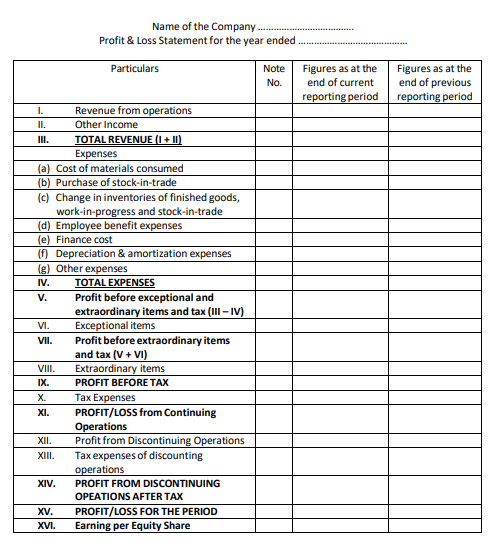 Name of the Company ........................................
Profit & Loss Statement for the year ended .............................................
Particulars
Note No.
Figures as at the end of current reporting period
Figures as at the end of previous reporting period
I. Revenue from operations
II. Other Income
III. TOTAL REVENUE (I + II)
Expenses
(a) Cost of materials consumed
(b) Purchase of stock-in-trade
(c) Change in inventories of finished goods,
work-in-progress and stock-in-trade
(d) Employee benefit expenses
(e) Finance cost
(f) Depreciation & amortization expenses
(g) Other expenses
IV. TOTAL EXPENSES
V. Profit before exceptional and
extraordinary items and tax (III – IV)
VI. Exceptional items
VII. Profit before extraordinary items
and tax (V + VI)
VIII. Extraordinary items
IX. PROFIT BEFORE TAX
X. Tax Expenses
XI. PROFIT/LOSS from Continuing
Operations
XII. Profit from Discontinuing Operations
XIII. Tax expenses of discounting
operations
XIV. PROFIT FROM DISCONTINUING
OPEATIONS AFTER TAX
XV. PROFIT/LOSS FOR THE PERIOD
XVI. Earning per Equity Share